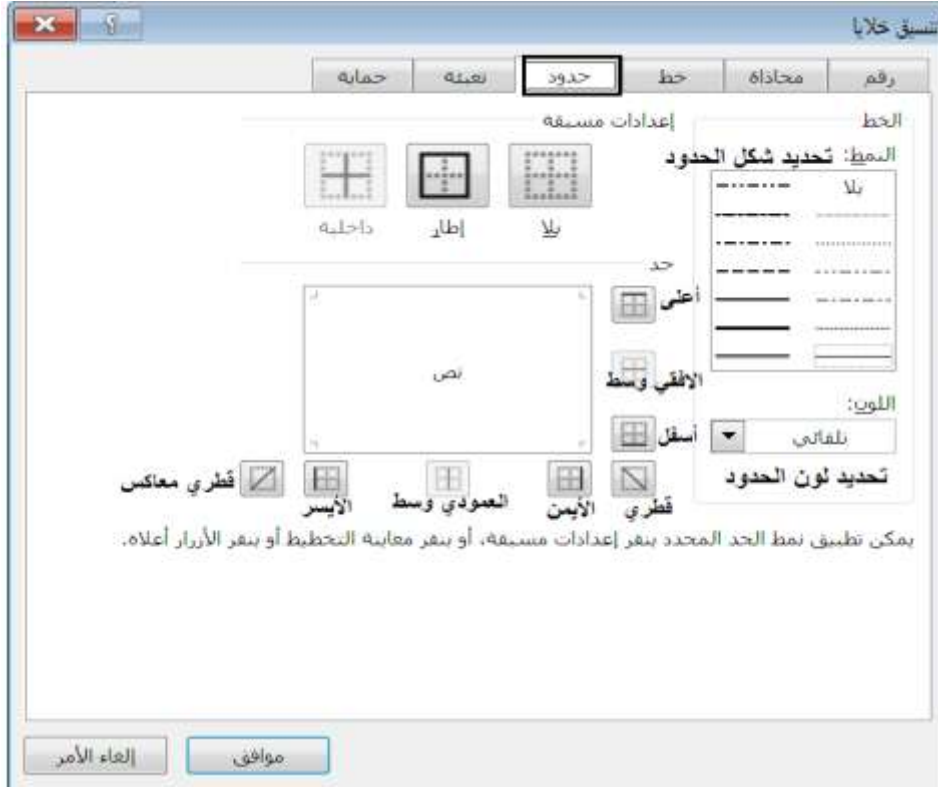 تنسيق خلايا
رقم محاذاة خط حدود تعبئة حماية
الخط
إعدادات مسبقة
النمط: تحديد شكل الحدود
بلا
بلا إطار داخلية
حد
أعلى
نص
الافقي وسط
اللون:
أسفل
تلقائي
تحديد لون الحدود
قطري الأيمن العمودي وسط الأيسر قطري معاكس
يمكن تطبيق نمط الحد المحدد بنقر إعدادات مسبقة، أو بنقر معاينة التخطيط أو بنقر الأزرار أعلاه.
موافق إلغاء الأمر